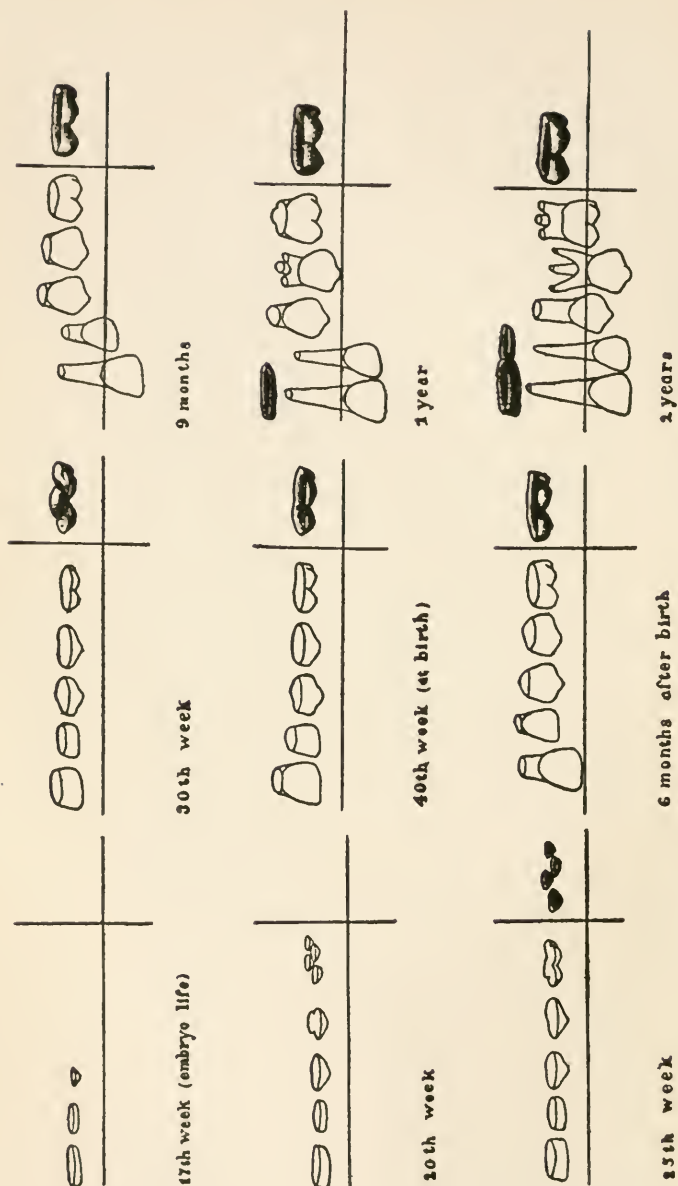 17th week (embryo life)
20th week
25th week
30th week
40th week (at birth)
6 months after birth
9 months
1 year
2 years